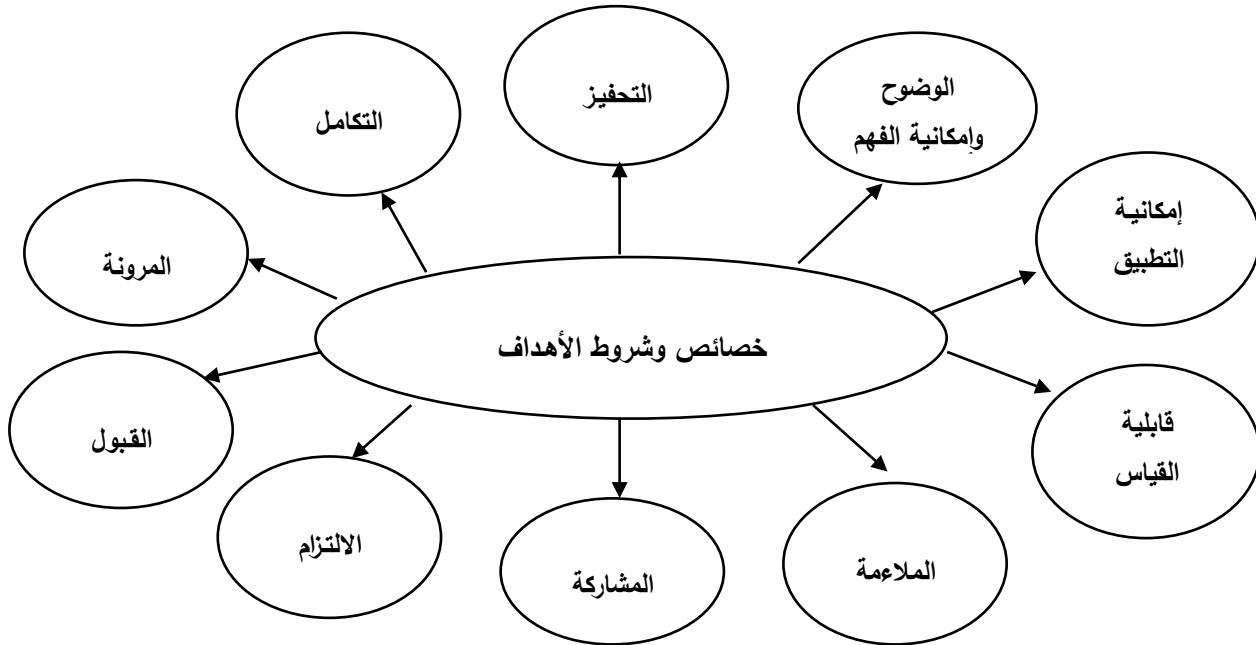 التحفيز
الوضوح
وإمكانية الفهم
التكامل
إمكانية
التطبيق
المرونة
خصائص وشروط الأهداف
قابلية
القياس
القبول
الملاءمة
المشاركة
الالتزام